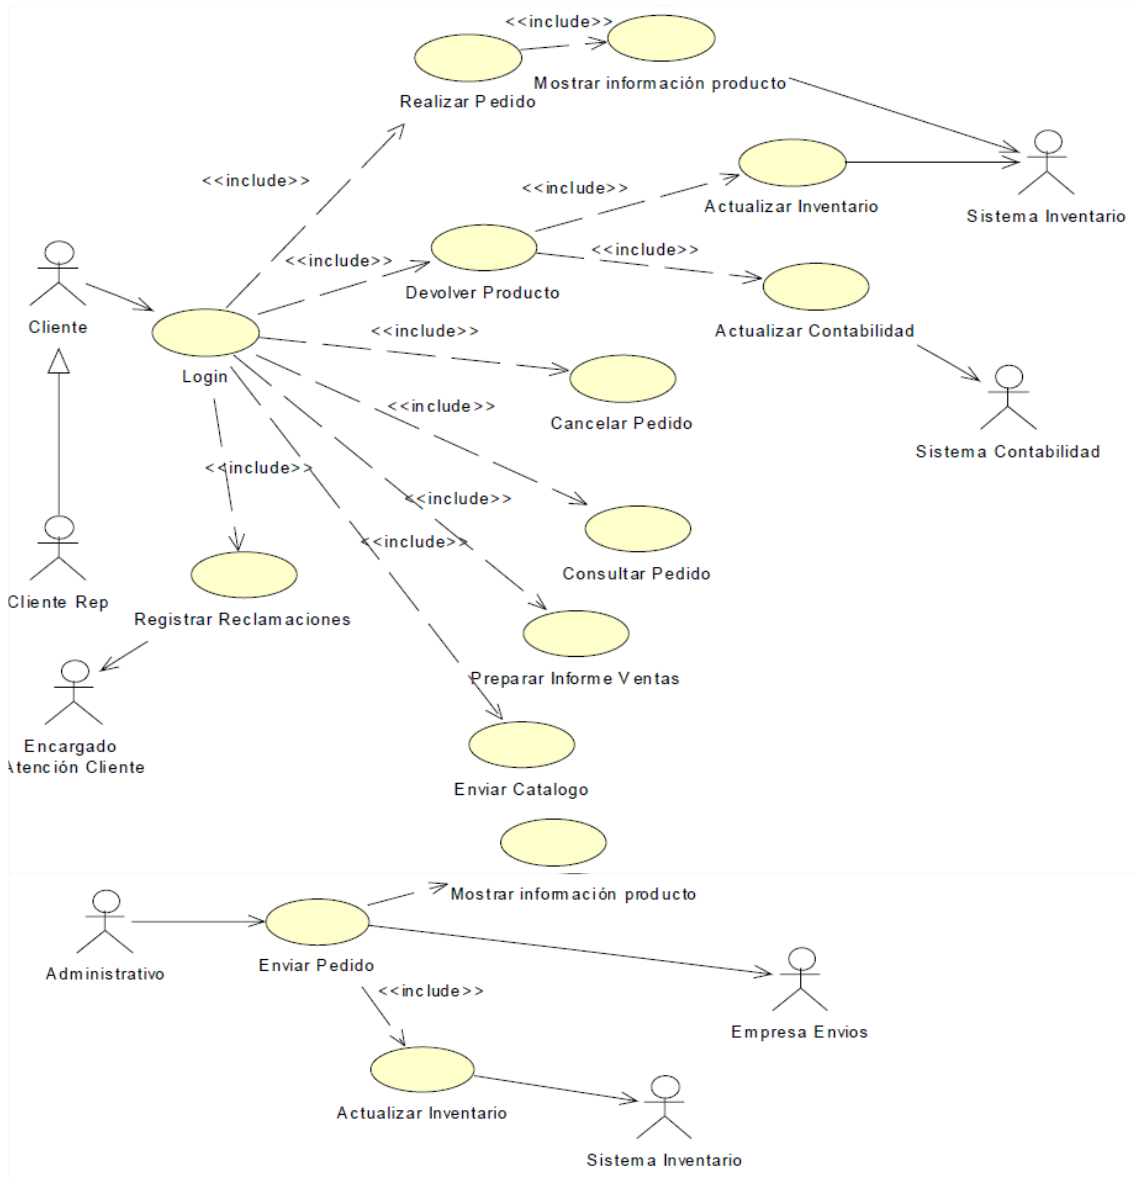 <<include>>
Mostrar información producto
Realizar Pedido
<<include>>
<<include>>
Actualizar Inventario
Sistema Inventario
<<include>>
<<include>>
Devolver Producto
Cliente
<<include>>
Actualizar Contabilidad
Login
<<include>>
Cancelar Pedido
Sistema Contabilidad
<<include>>
<<include>>
<<include>>
Consultar Pedido
Cliente Rep
Registrar Reclamaciones
Preparar Informe Ventas
Encargado
Atención Cliente
Enviar Catalogo
Mostrar información producto
Administrativo
Enviar Pedido
<<include>>
Empresa Envios
Actualizar Inventario
Sistema Inventario